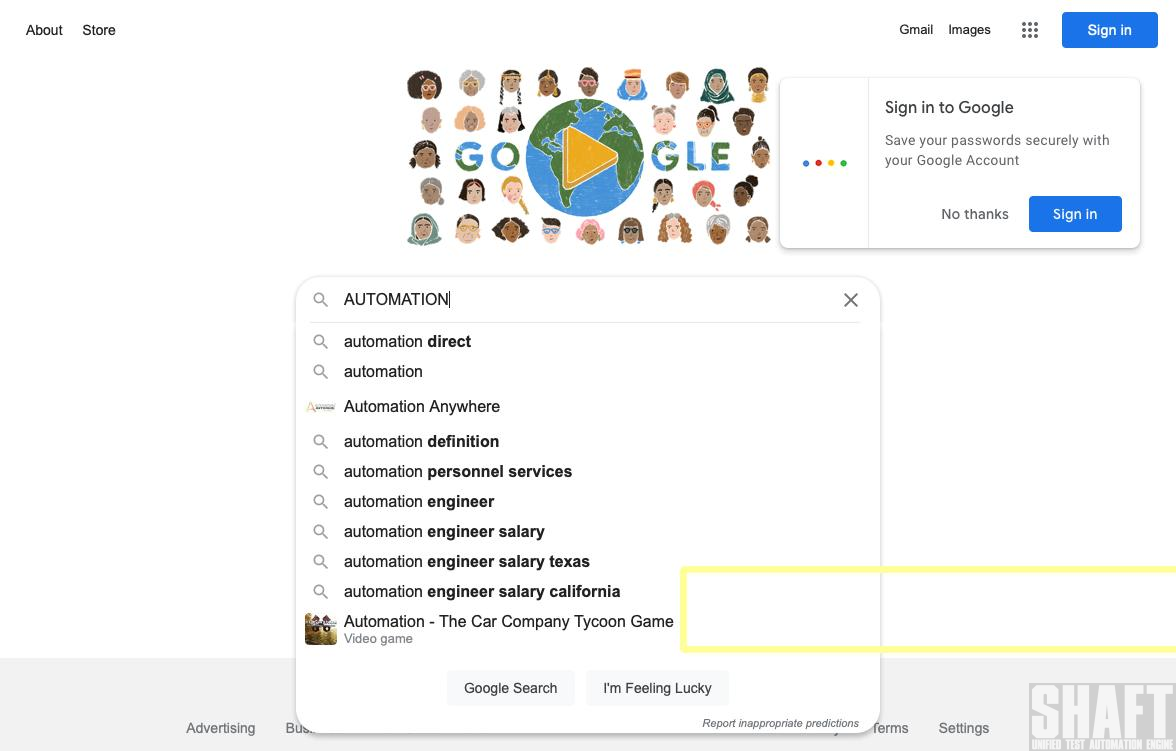 About Store
Gmail Images Sign in
GO GLE
Sign in to Google
Save your passwords securely with
your Google Account
No thanks Sign in
AUTOMATION
automation direct
automation
Automation Anywhere
automation definition
automation personnel services
automation engineer
automation engineer salary
automation engineer salary texas
automation engineer salary california
Automation - The Car Company Tycoon Game
Video game
Google Search I'm Feeling Lucky
Report inappropriate predictions
Advertising Terms Settings
SHAFT
UNIFIED TEST AUTOMATION ENGINE